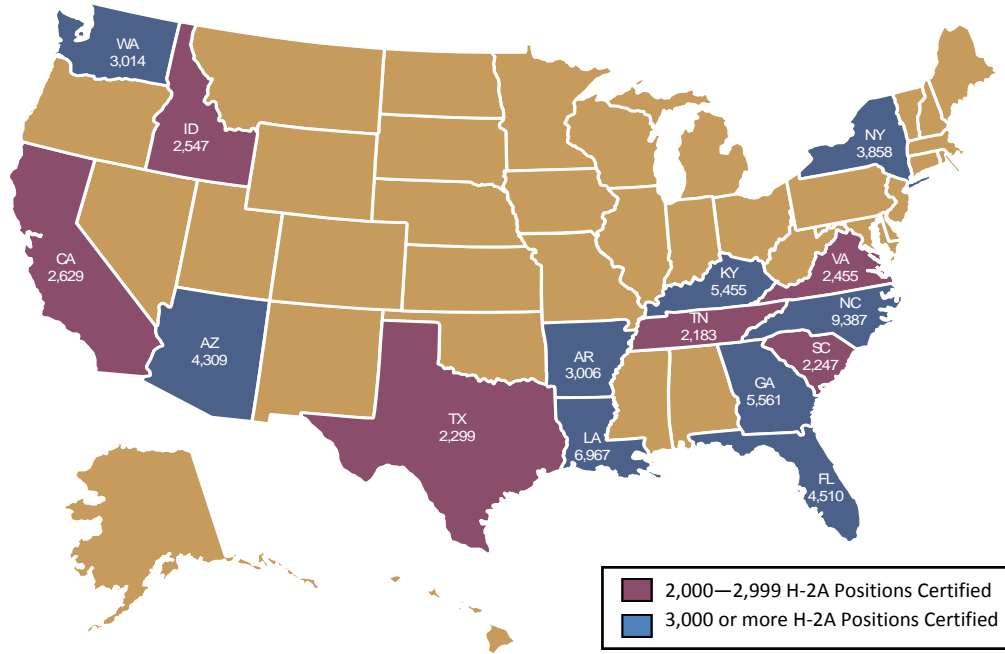 WA
3,014
ID
2,547
NY
3,858
CA
2,629
VA
2,455
KY
5,455
NC
9,387
TN
2,183
AZ
4,309
AR
3,006
SC
2,247
GA
5,561
TX
2,299
LA
6,967
FL
4,510
2,000—2,999 H-2A Positions Certified
3,000 or more H-2A Positions Certified